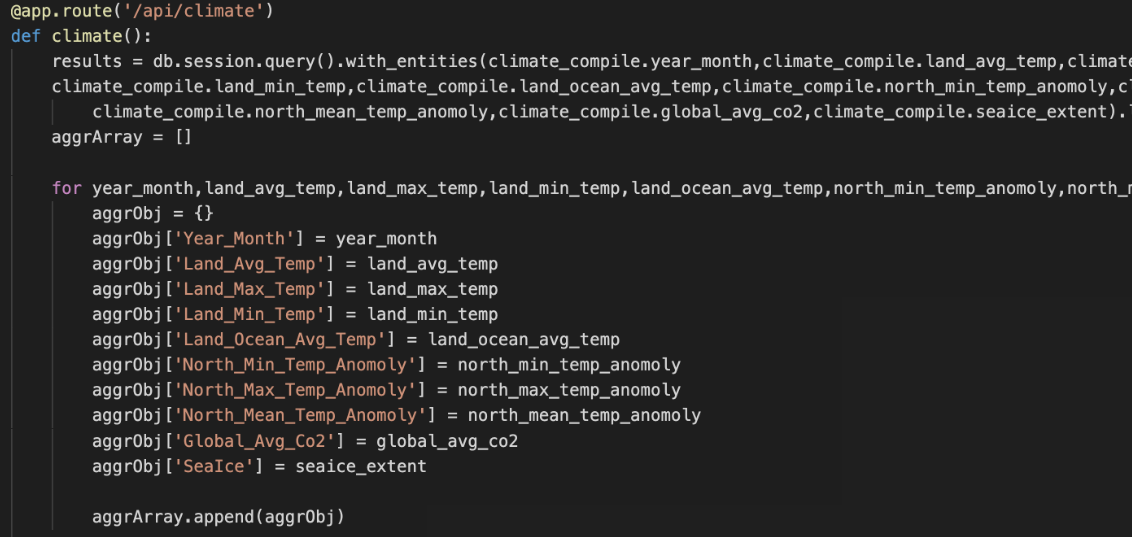 @app.route('/api/climate')
def climate():
    results = db.session.query().with_entities(climate_compile.year_month,climate_compile.land_avg_temp,climate
    climate_compile.land_min_temp,climate_compile.land_ocean_avg_temp,climate_compile.north_min_temp_anomoly,c
        climate_compile.north_mean_temp_anomoly,climate_compile.global_avg_co2,climate_compile.seaice_extent).
    aggrArray = []
    for year_month,land_avg_temp,land_max_temp,land_min_temp,land_ocean_avg_temp,north_min_temp_anomoly,north_
        aggrObj = {}
        aggrObj['Year_Month'] = year_month
        aggrObj['Land_Avg_Temp'] = land_avg_temp
        aggrObj['Land_Max_Temp'] = land_max_temp
        aggrObj['Land_Min_Temp'] = land_min_temp
        aggrObj['Land_Ocean_Avg_Temp'] = land_ocean_avg_temp
        aggrObj['North_Min_Temp_Anomoly'] = north_min_temp_anomoly
        aggrObj['North_Max_Temp_Anomoly'] = north_max_temp_anomoly
        aggrObj['North_Mean_Temp_Anomoly'] = north_mean_temp_anomoly
        aggrObj['Global_Avg_Co2'] = global_avg_co2
        aggrObj['SeaIce'] = seaice_extent
        aggrArray.append(aggrObj)